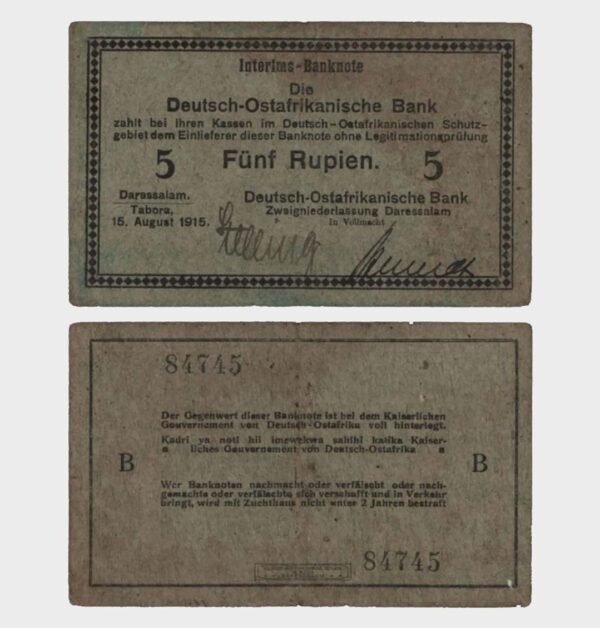 Interims-Banknote
Die
Deutsch-Ostafrikanische Bank
zahlt bei ihren Kassen im Deutsch-Ostafrikanischen Schutz-
gebiet dem Einlieferer dieser Banknote ohne Legitimationsprüfung
5 Fünf Rupien. 5
Daressalam.
Tabora,
15. August 1915.
Deutsch-Ostafrikanische Bank
Zweigniederlassung Daressalam
In Vollmacht
84745
Der Gegenwert dieser Banknote ist bei dem Kaiserlichen
Gouvernement von Deutsch-Ostafrika voll hinterlegt.
Kadri ya noti hii imewekwa sahihi katika Kaiser-
liches Gouvernement von Deutsch-Ostafrika
B B
Wer Banknoten nachmacht oder verfälscht oder nach-
gemachte oder verfälschte sich verschafft und in Verkehr
bringt, wird mit Zuchthaus nicht unter 2 Jahren bestraft
84745